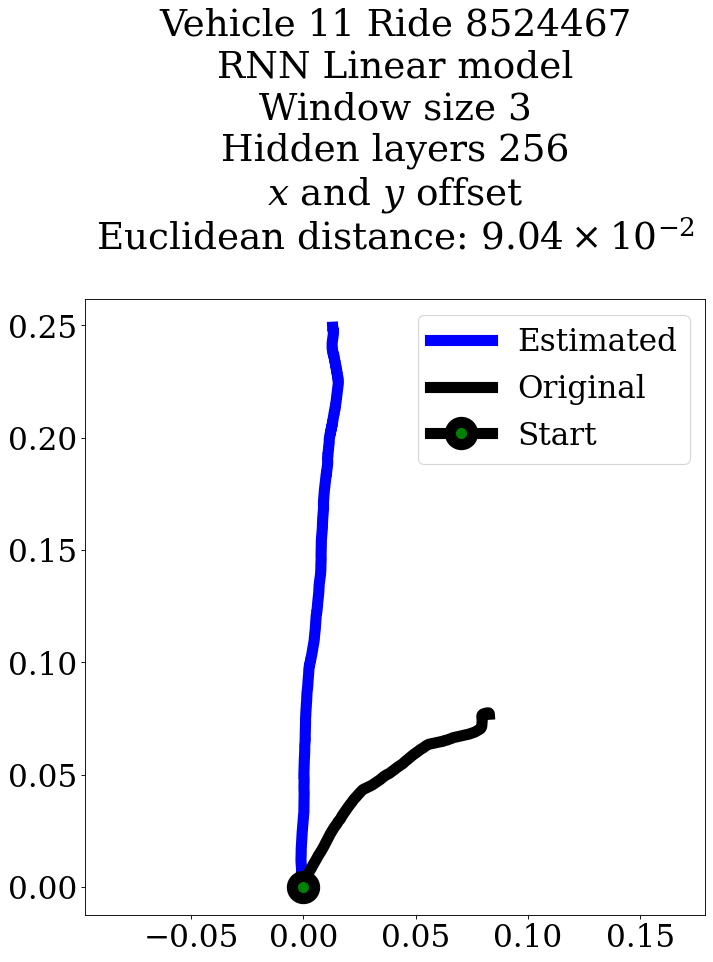 Vehicle 11 Ride 8524467
RNN Linear model
Window size 3
Hidden layers 256
x and y offset
Euclidean distance: 9.04 × 10⁻²
Estimated
Original
Start
0.25
0.20
0.15
0.10
0.05
0.00
−0.05 0.00 0.05 0.10 0.15